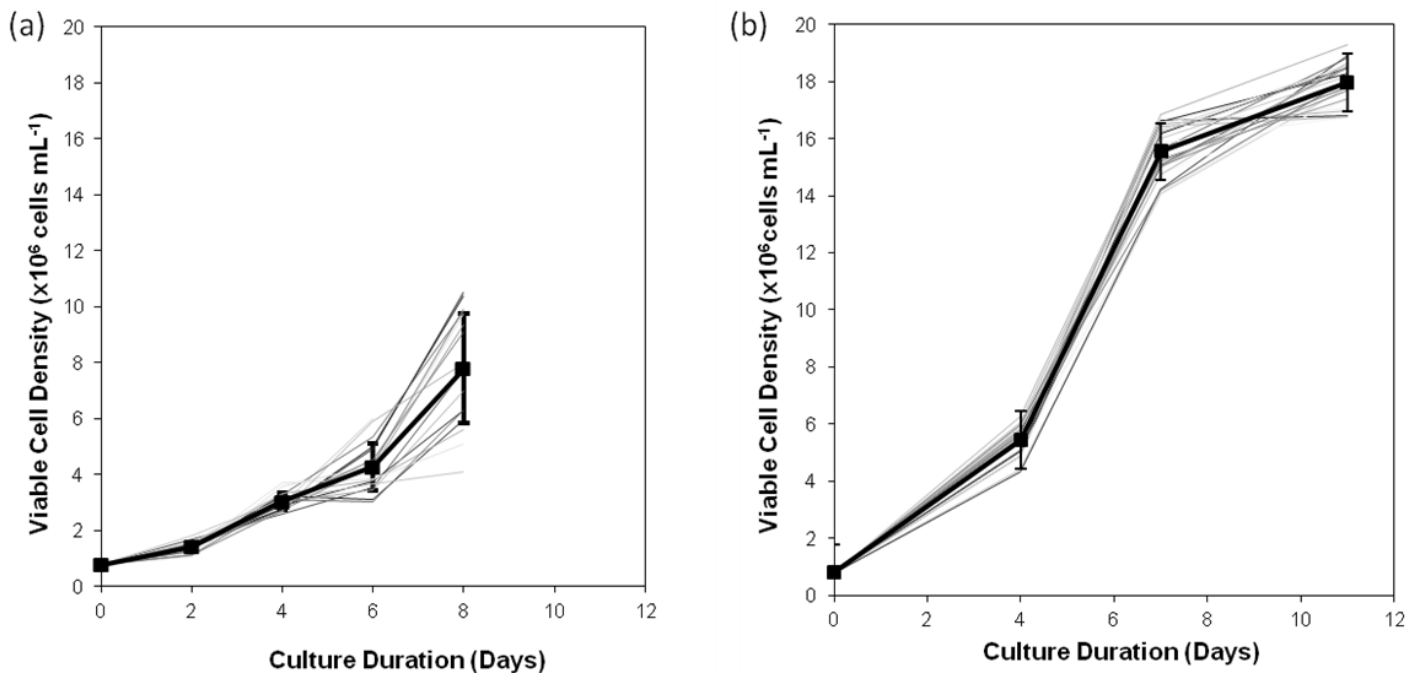 (a)
20
18
16
14
12
10
8
6
4
2
0
0 2 4 6 8 10 12
Viable Cell Density (x10⁶ cells mL⁻¹)
Culture Duration (Days)
(b)
20
18
16
14
12
10
8
6
4
2
0
0 2 4 6 8 10 12
Viable Cell Density (x10⁶cells mL⁻¹)
Culture Duration (Days)